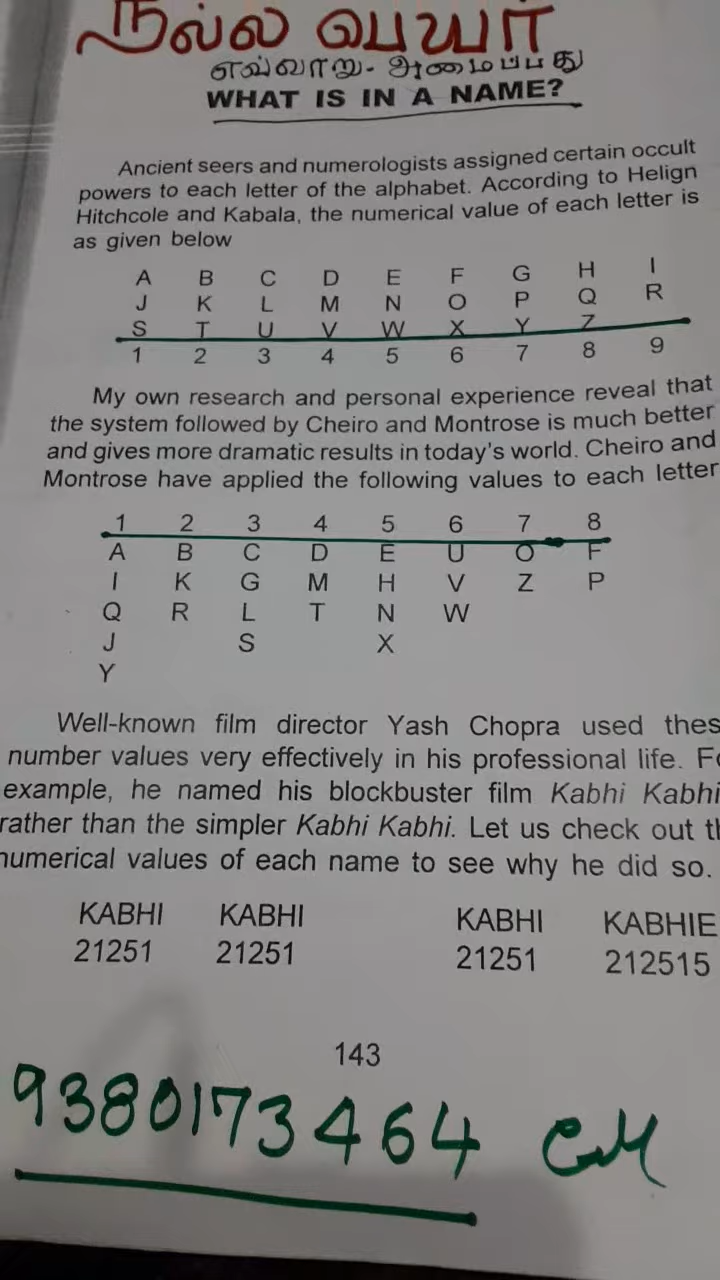 நல்ல பெயர்
எவ்வாறு- அமைப்பது
WHAT IS IN A NAME?
Ancient seers and numerologists assigned certain occult
powers to each letter of the alphabet. According to Helign
Hitchcole and Kabala, the numerical value of each letter is
as given below
A B C D E F G H I
J K L M N O P Q R
S T U V W X Y Z
1 2 3 4 5 6 7 8 9
My own research and personal experience reveal that
the system followed by Cheiro and Montrose is much better
and gives more dramatic results in today's world. Cheiro and
Montrose have applied the following values to each letter
1 2 3 4 5 6 7 8
A B C D E U O F
I K G M H V Z P
Q R L T N W
J S X
Y
Well-known film director Yash Chopra used thes
number values very effectively in his professional life. Fo
example, he named his blockbuster film Kabhi Kabhi
rather than the simpler Kabhi Kabhi. Let us check out th
numerical values of each name to see why he did so.
KABHI KABHI KABHI KABHIE
21251 21251 21251 212515
143
9380173464